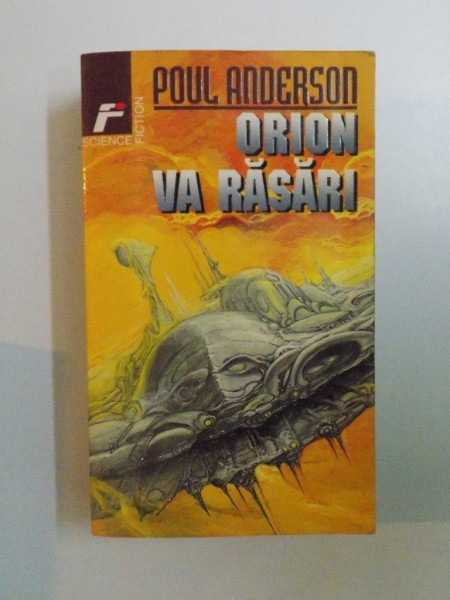 POUL ANDERSON
ORION
VA RĂSĂRI
F
SCIENCE
FICTION